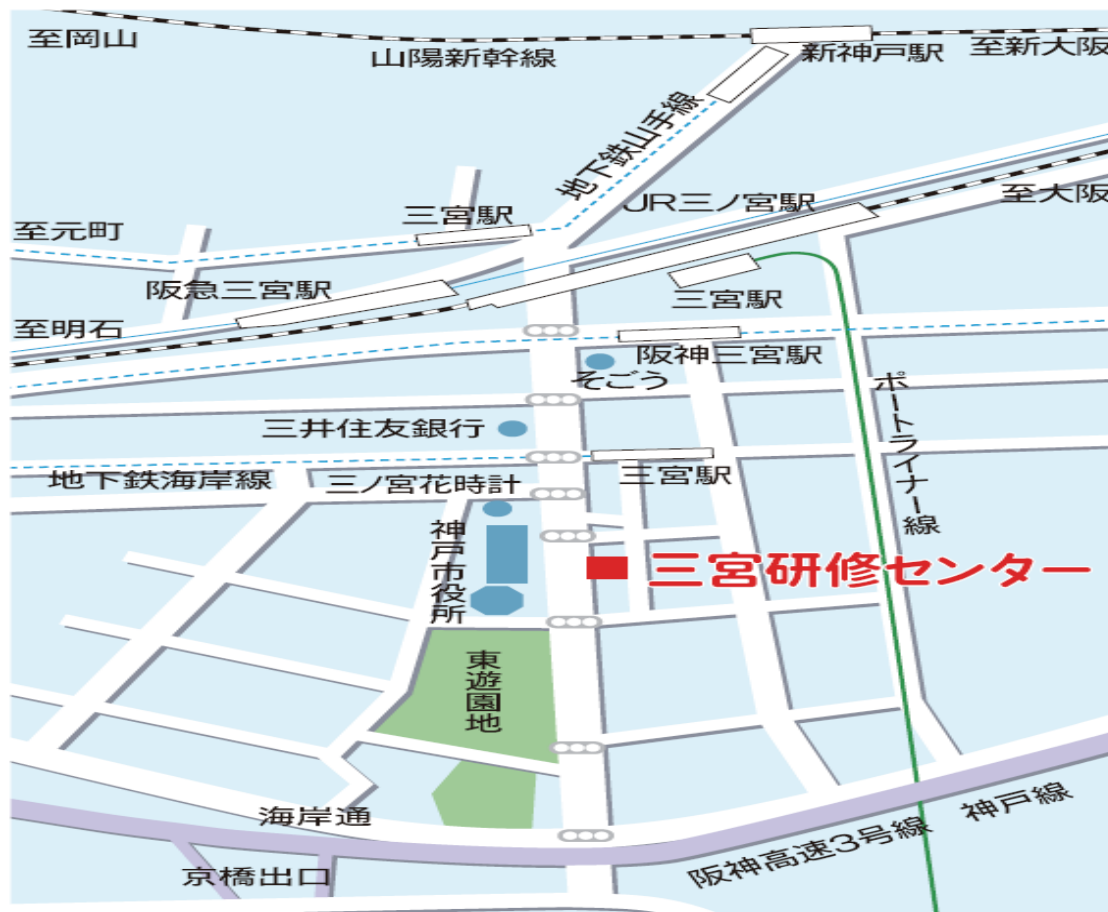 至岡山
山陽新幹線
新神戸駅
至新大阪
地下鉄山手線
JR三ノ宮駅
至大阪
三宮駅
至元町
阪急三宮駅
三宮駅
至明石
阪神三宮駅
そごう
ポートライナー線
三井住友銀行
三宮駅
地下鉄海岸線
三ノ宮花時計
神戸市役所
三宮研修センター
東遊園地
海岸通
阪神高速3号線 神戸線
京橋出口